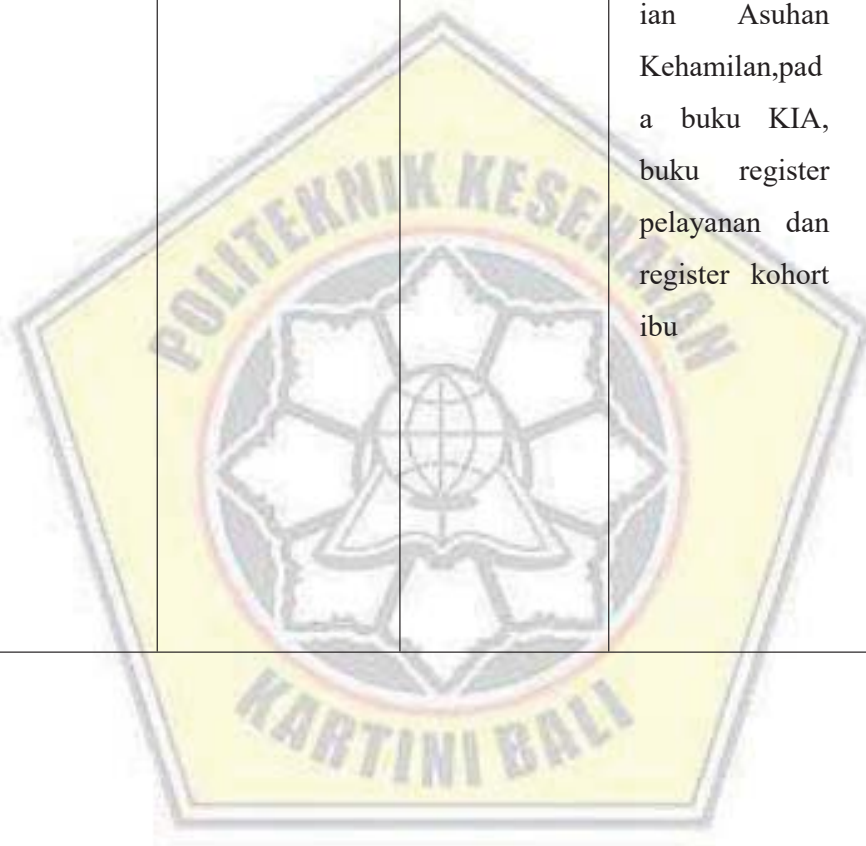 ian Asuhan
Kehamilan,pad
a buku KIA,
buku register
pelayanan dan
register kohort
ibu
POLITEKNIK KESEHATAN
KARTINI BALI